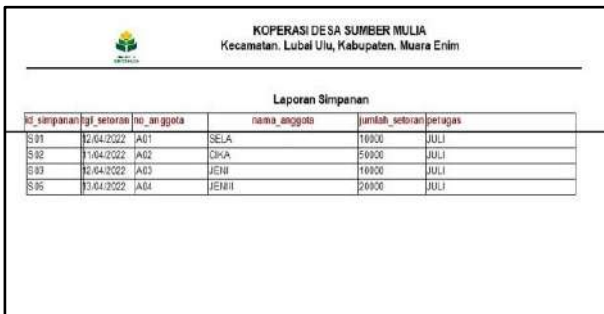 KOPERASI DESA SUMBER MULIA
Kecamatan. Lubai Ulu, Kabupaten. Muara Enim
Laporan Simpanan
id_simpanan tgl_setoran no_anggota nama_anggota jumlah_setoran petugas
S01 12/04/2022 A01 SELA 10000 JULI
S02 11/04/2022 A02 CIKA 50000 JULI
S03 12/04/2022 A03 JENI 10000 JULI
S05 13/04/2022 A04 JENIII 20000 JULI